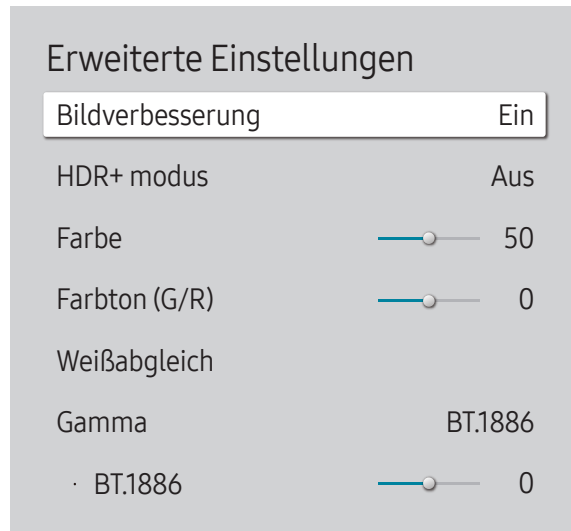 Erweiterte Einstellungen
Bildverbesserung Ein
HDR+ modus Aus
Farbe 50
Farbton (G/R) 0
Weißabgleich
Gamma BT.1886
· BT.1886 0